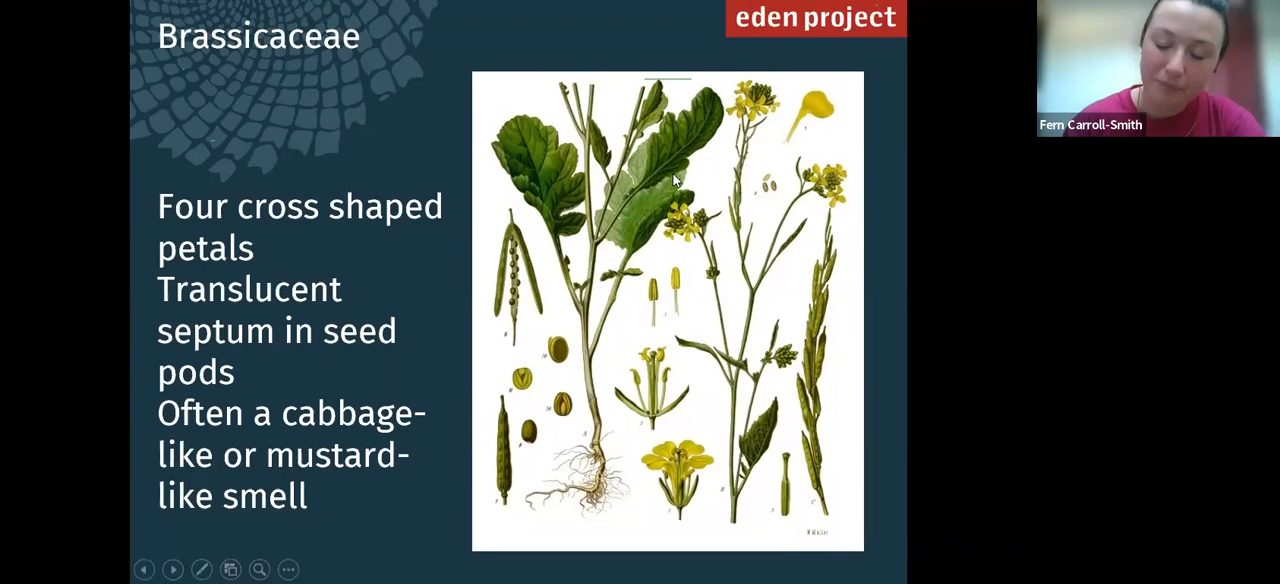 Brassicaceae
eden project
Fern Carroll-Smith
Four cross shaped
petals
Translucent
septum in seed
pods
Often a cabbage-
like or mustard-
like smell